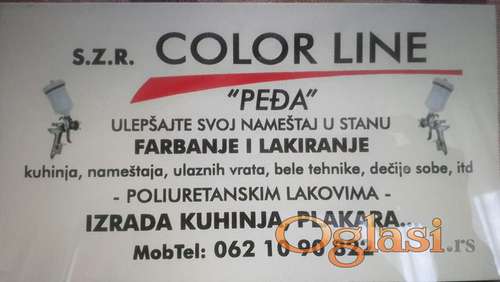 S.Z.R. COLOR LINE
"PEĐA"
ULEPŠAJTE SVOJ NAMEŠTAJ U STANU
FARBANJE I LAKIRANJE
kuhinja, nameštaja, ulaznih vrata, bele tehnike, dečije sobe, itd
- POLIURETANSKIM LAKOVIMA -
IZRADA KUHINJA, PLAKARA...
MobTel: 062 10 90 822
Oglasi.rs